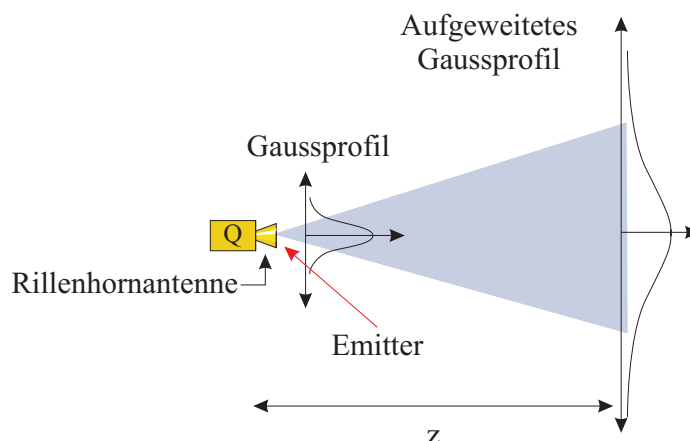 Aufgeweitetes
Gaussprofil
Gaussprofil
Q
Rillenhornantenne
Emitter
z